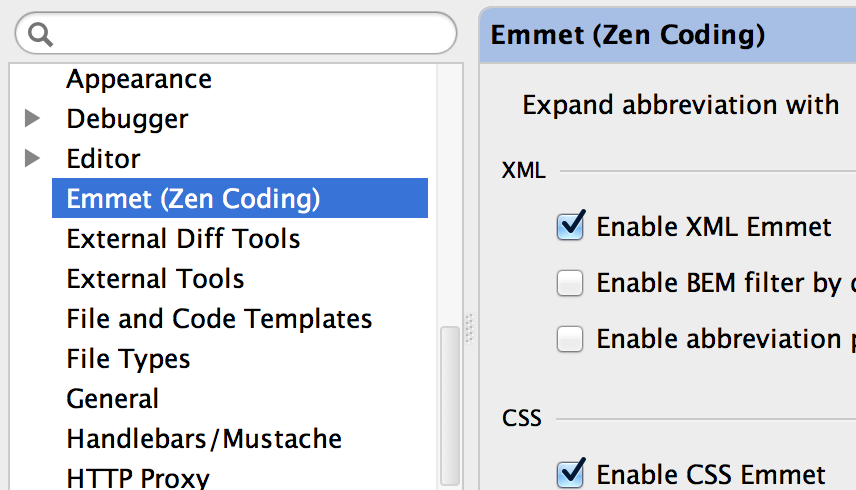 Appearance
Debugger
Editor
Emmet (Zen Coding)
External Diff Tools
External Tools
File and Code Templates
File Types
General
Handlebars/Mustache
HTTP Proxy
Emmet (Zen Coding)
Expand abbreviation with
XML
Enable XML Emmet
Enable BEM filter by
Enable abbreviation
CSS
Enable CSS Emmet